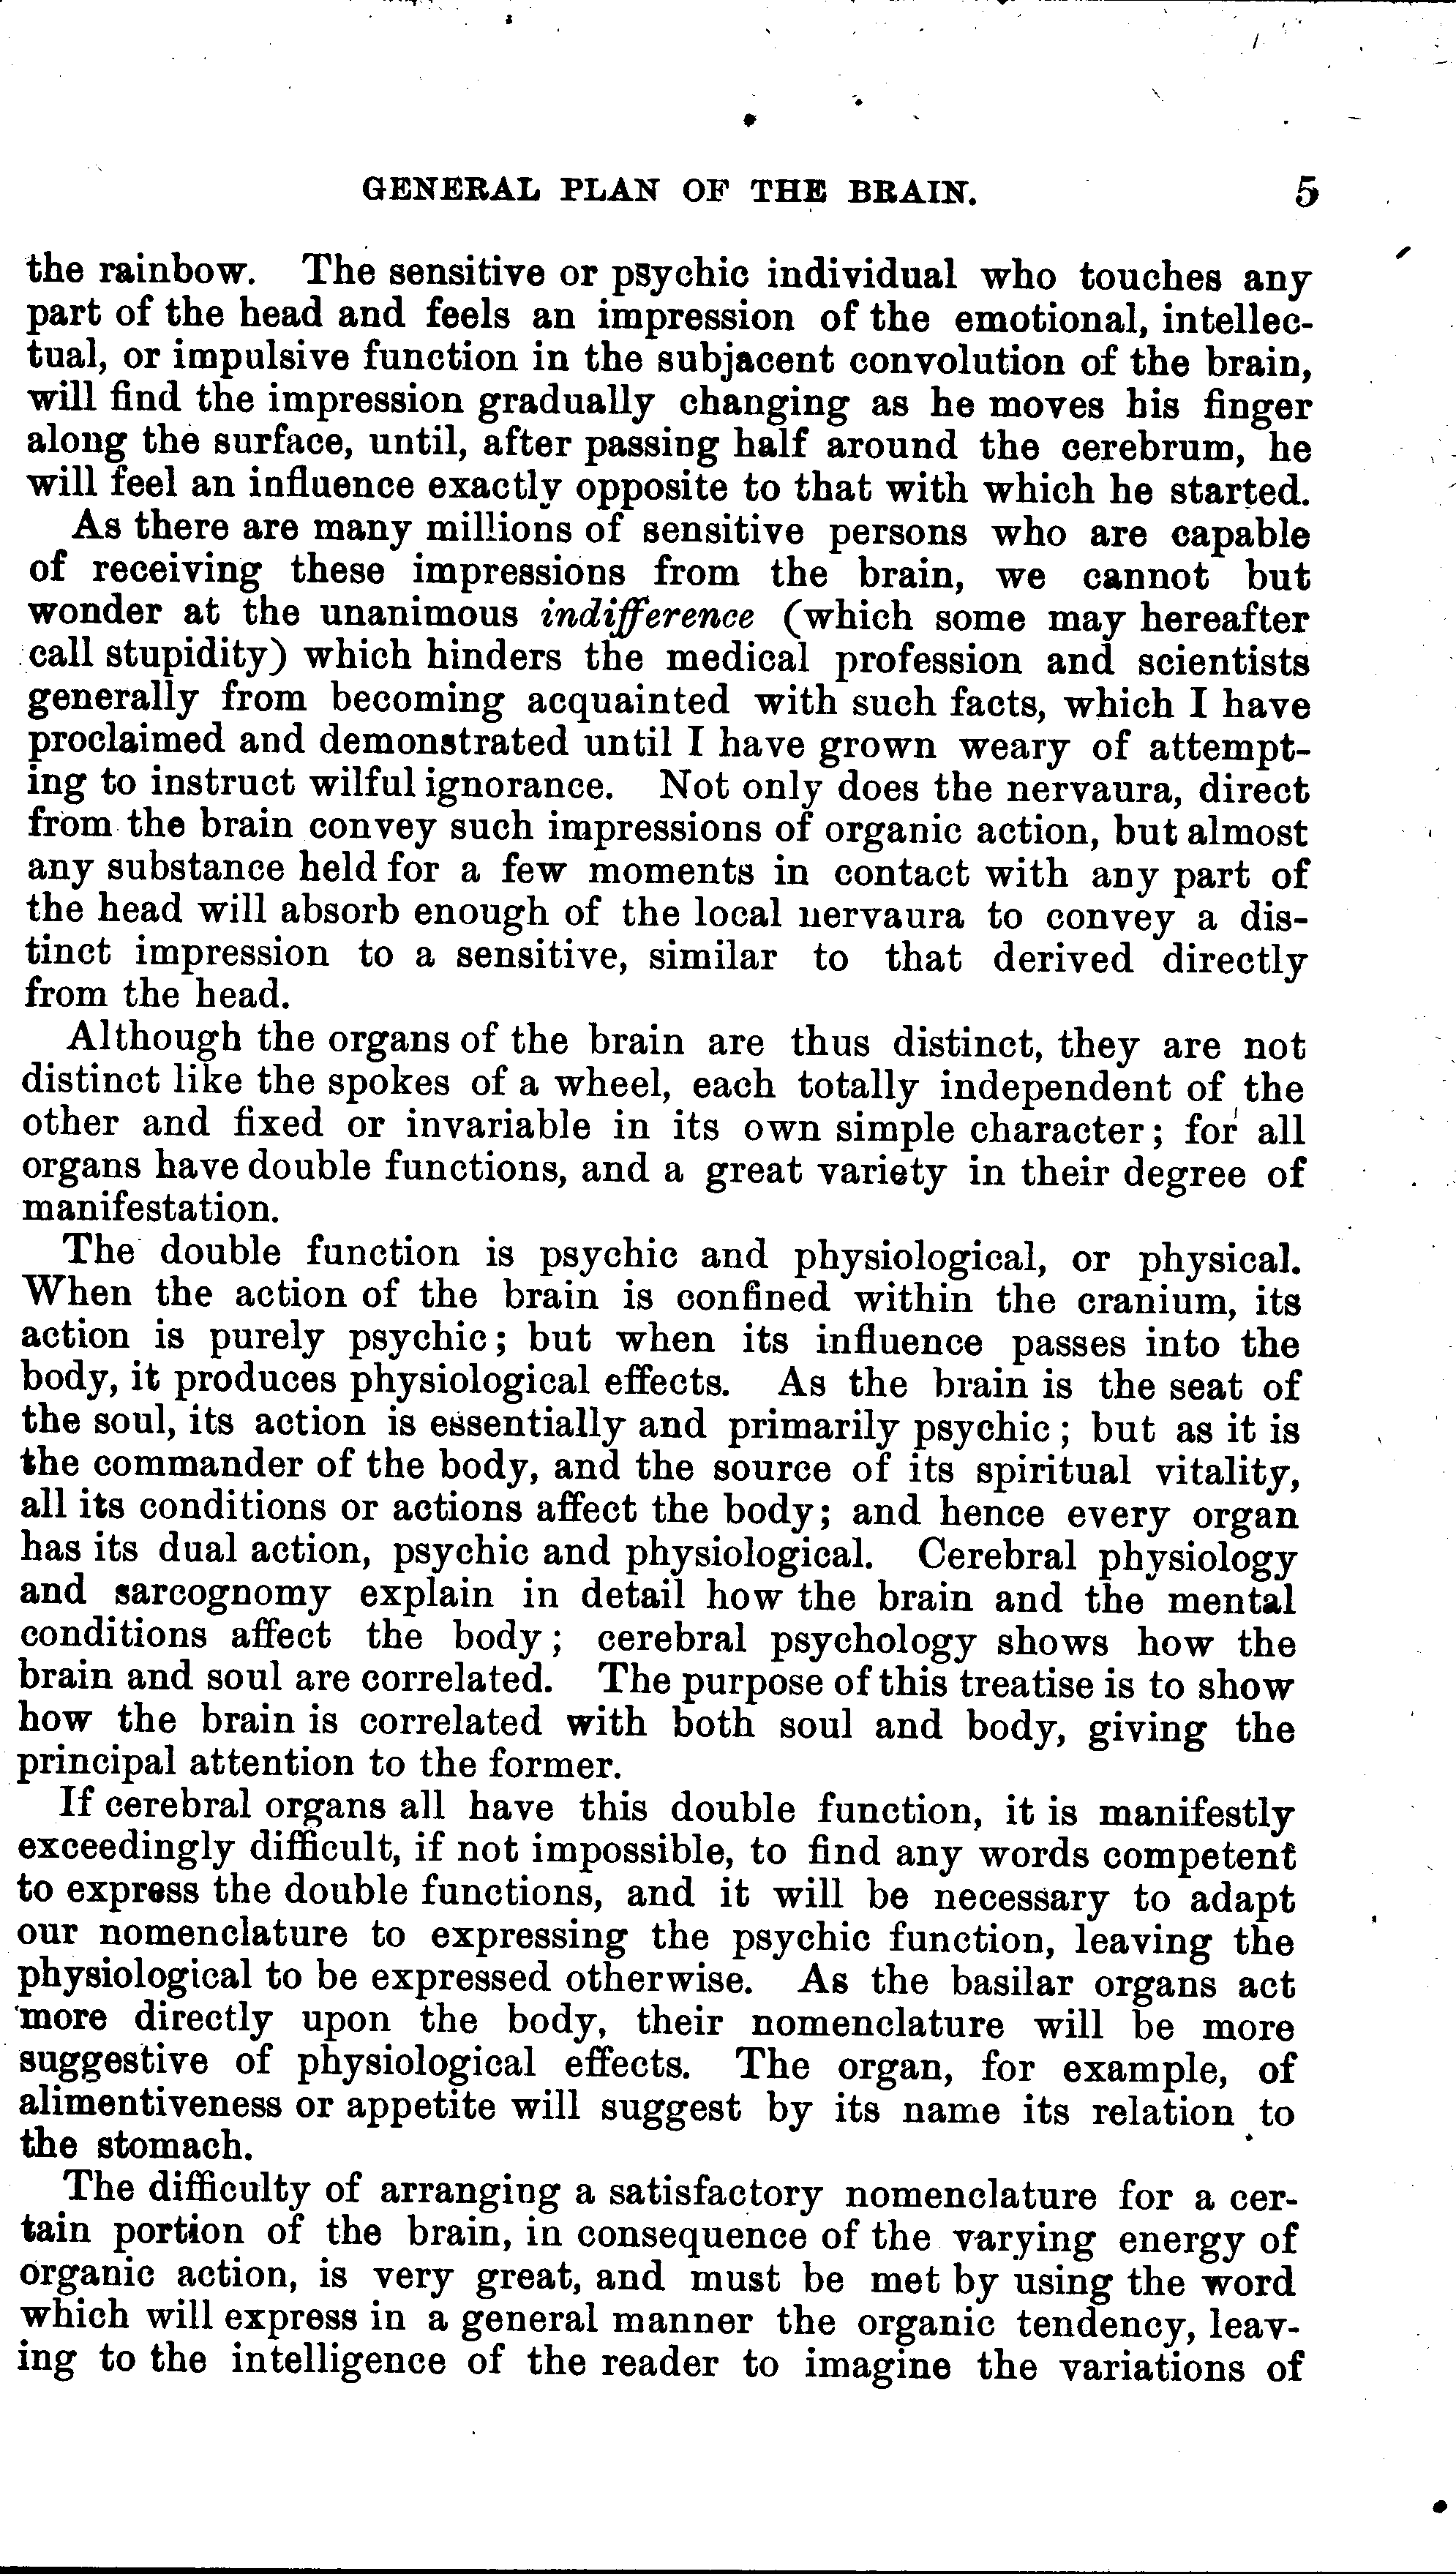 GENERAL PLAN OF THE BRAIN. 5
the rainbow. The sensitive or psychic individual who touches any
part of the head and feels an impression of the emotional, intellec-
tual, or impulsive function in the subjacent convolution of the brain,
will find the impression gradually changing as he moves his finger
along the surface, until, after passing half around the cerebrum, he
will feel an influence exactly opposite to that with which he started.
As there are many millions of sensitive persons who are capable
of receiving these impressions from the brain, we cannot but
wonder at the unanimous indifference (which some may hereafter
call stupidity) which hinders the medical profession and scientists
generally from becoming acquainted with such facts, which I have
proclaimed and demonstrated until I have grown weary of attempt-
ing to instruct wilful ignorance. Not only does the nervaura, direct
from the brain convey such impressions of organic action, but almost
any substance held for a few moments in contact with any part of
the head will absorb enough of the local nervaura to convey a dis-
tinct impression to a sensitive, similar to that derived directly
from the head.
Although the organs of the brain are thus distinct, they are not
distinct like the spokes of a wheel, each totally independent of the
other and fixed or invariable in its own simple character; for all
organs have double functions, and a great variety in their degree of
manifestation.
The double function is psychic and physiological, or physical.
When the action of the brain is confined within the cranium, its
action is purely psychic; but when its influence passes into the
body, it produces physiological effects. As the brain is the seat of
the soul, its action is essentially and primarily psychic; but as it is
the commander of the body, and the source of its spiritual vitality,
all its conditions or actions affect the body; and hence every organ
has its dual action, psychic and physiological. Cerebral physiology
and sarcognomy explain in detail how the brain and the mental
conditions affect the body; cerebral psychology shows how the
brain and soul are correlated. The purpose of this treatise is to show
how the brain is correlated with both soul and body, giving the
principal attention to the former.
If cerebral organs all have this double function, it is manifestly
exceedingly difficult, if not impossible, to find any words competent
to express the double functions, and it will be necessary to adapt
our nomenclature to expressing the psychic function, leaving the
physiological to be expressed otherwise. As the basilar organs act
more directly upon the body, their nomenclature will be more
suggestive of physiological effects. The organ, for example, of
alimentiveness or appetite will suggest by its name its relation to
the stomach.
The difficulty of arranging a satisfactory nomenclature for a cer-
tain portion of the brain, in consequence of the varying energy of
organic action, is very great, and must be met by using the word
which will express in a general manner the organic tendency, leav-
ing to the intelligence of the reader to imagine the variations of